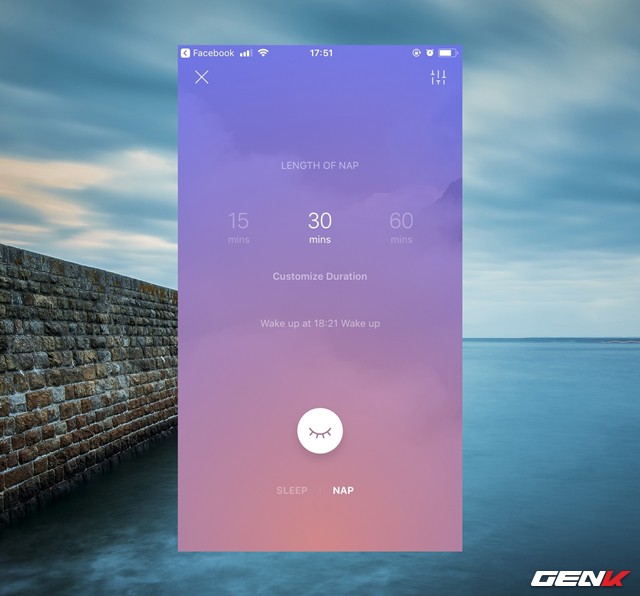 Facebook 17:51
LENGTH OF NAP
15 30 60
mins mins mins
Customize Duration
Wake up at 18:21 Wake up
SLEEP NAP
GENK